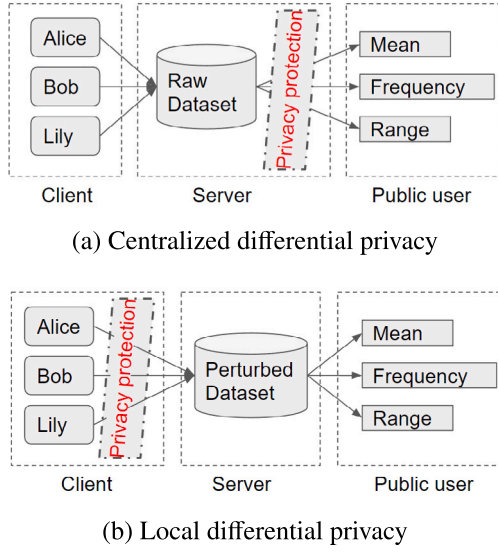 Alice
Bob
Lily
Raw
Dataset
Privacy protection
Mean
Frequency
Range
Client
Server
Public user
(a) Centralized differential privacy
Alice
Bob
Lily
Privacy protection
Perturbed
Dataset
Mean
Frequency
Range
Client
Server
Public user
(b) Local differential privacy